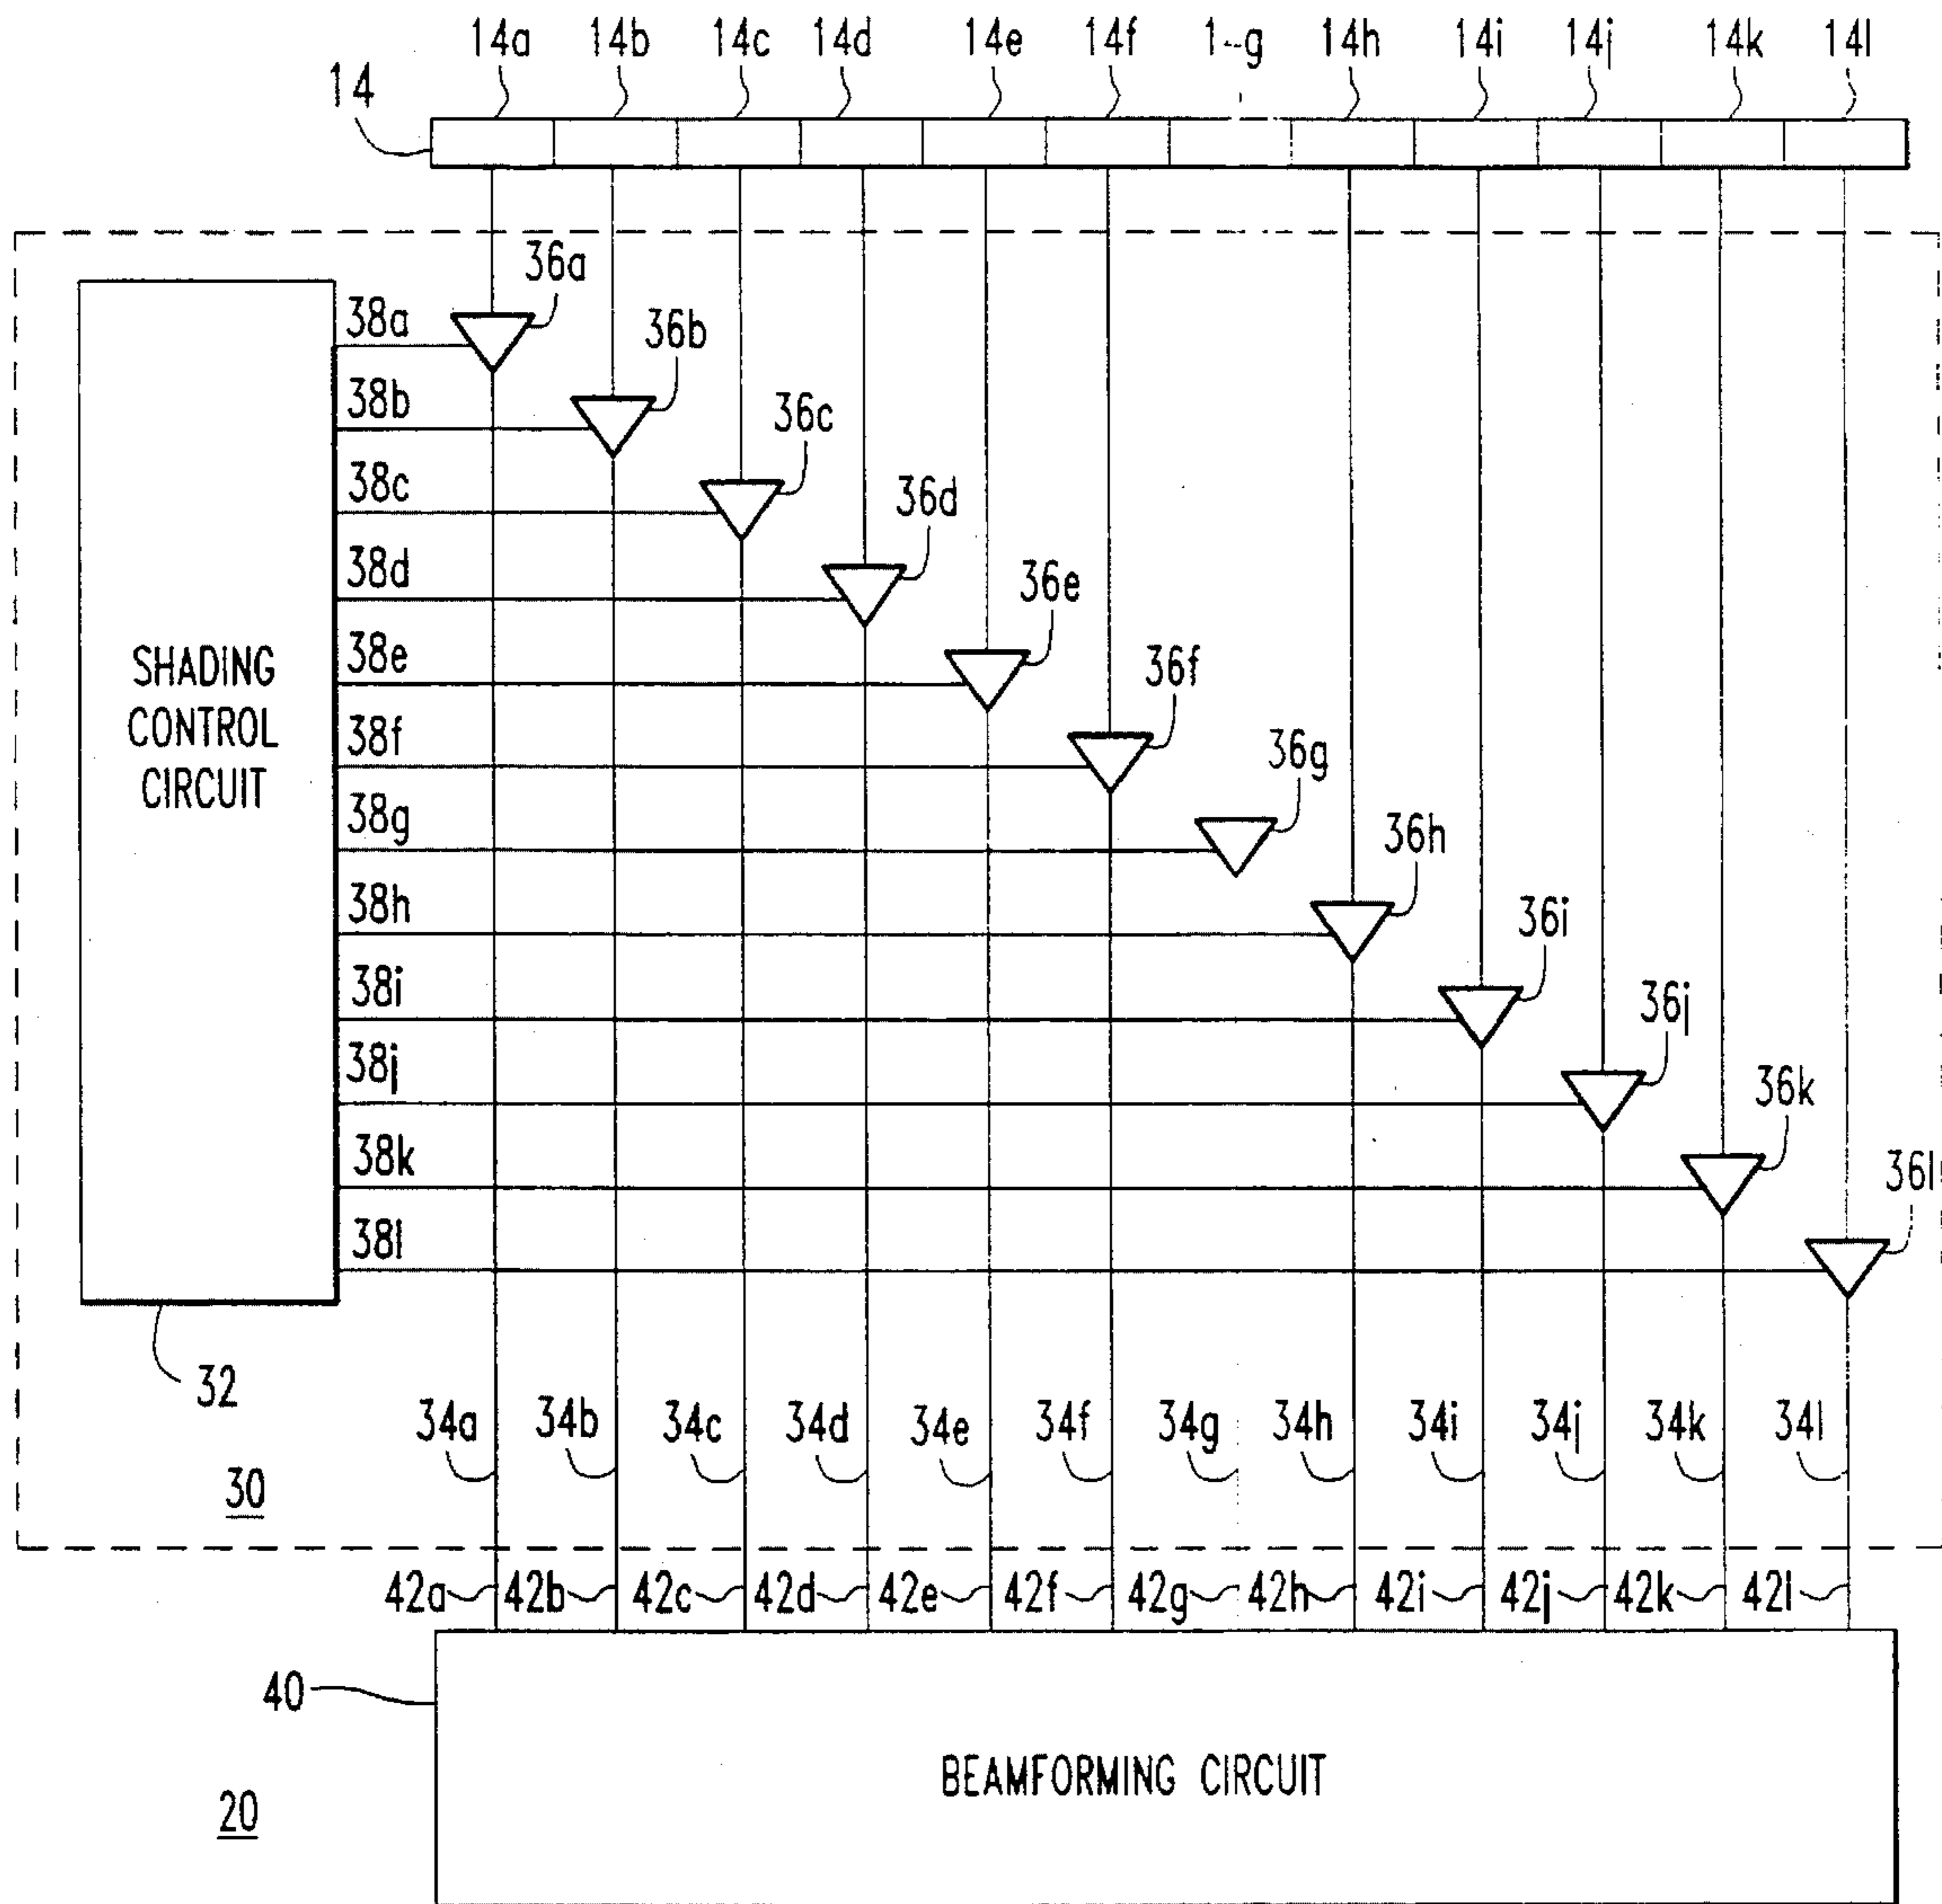 14a 14b 14c 14d 14e 14f 1--g 14h 14i 14j 14k 14l
14
36a
38a
36b
38b
36c
38c
36d
38d
36e
38e
SHADING
CONTROL
CIRCUIT
36f
38f
36g
38g
36h
38h
36i
38i
36j
38j
36k
38k
36l
38l
32
34a 34b 34c 34d 34e 34f 34g 34h 34i 34j 34k 34l
30
42a 42b 42c 42d 42e 42f 42g 42h 42i 42j 42k 42l
40
BEAMFORMING CIRCUIT
20